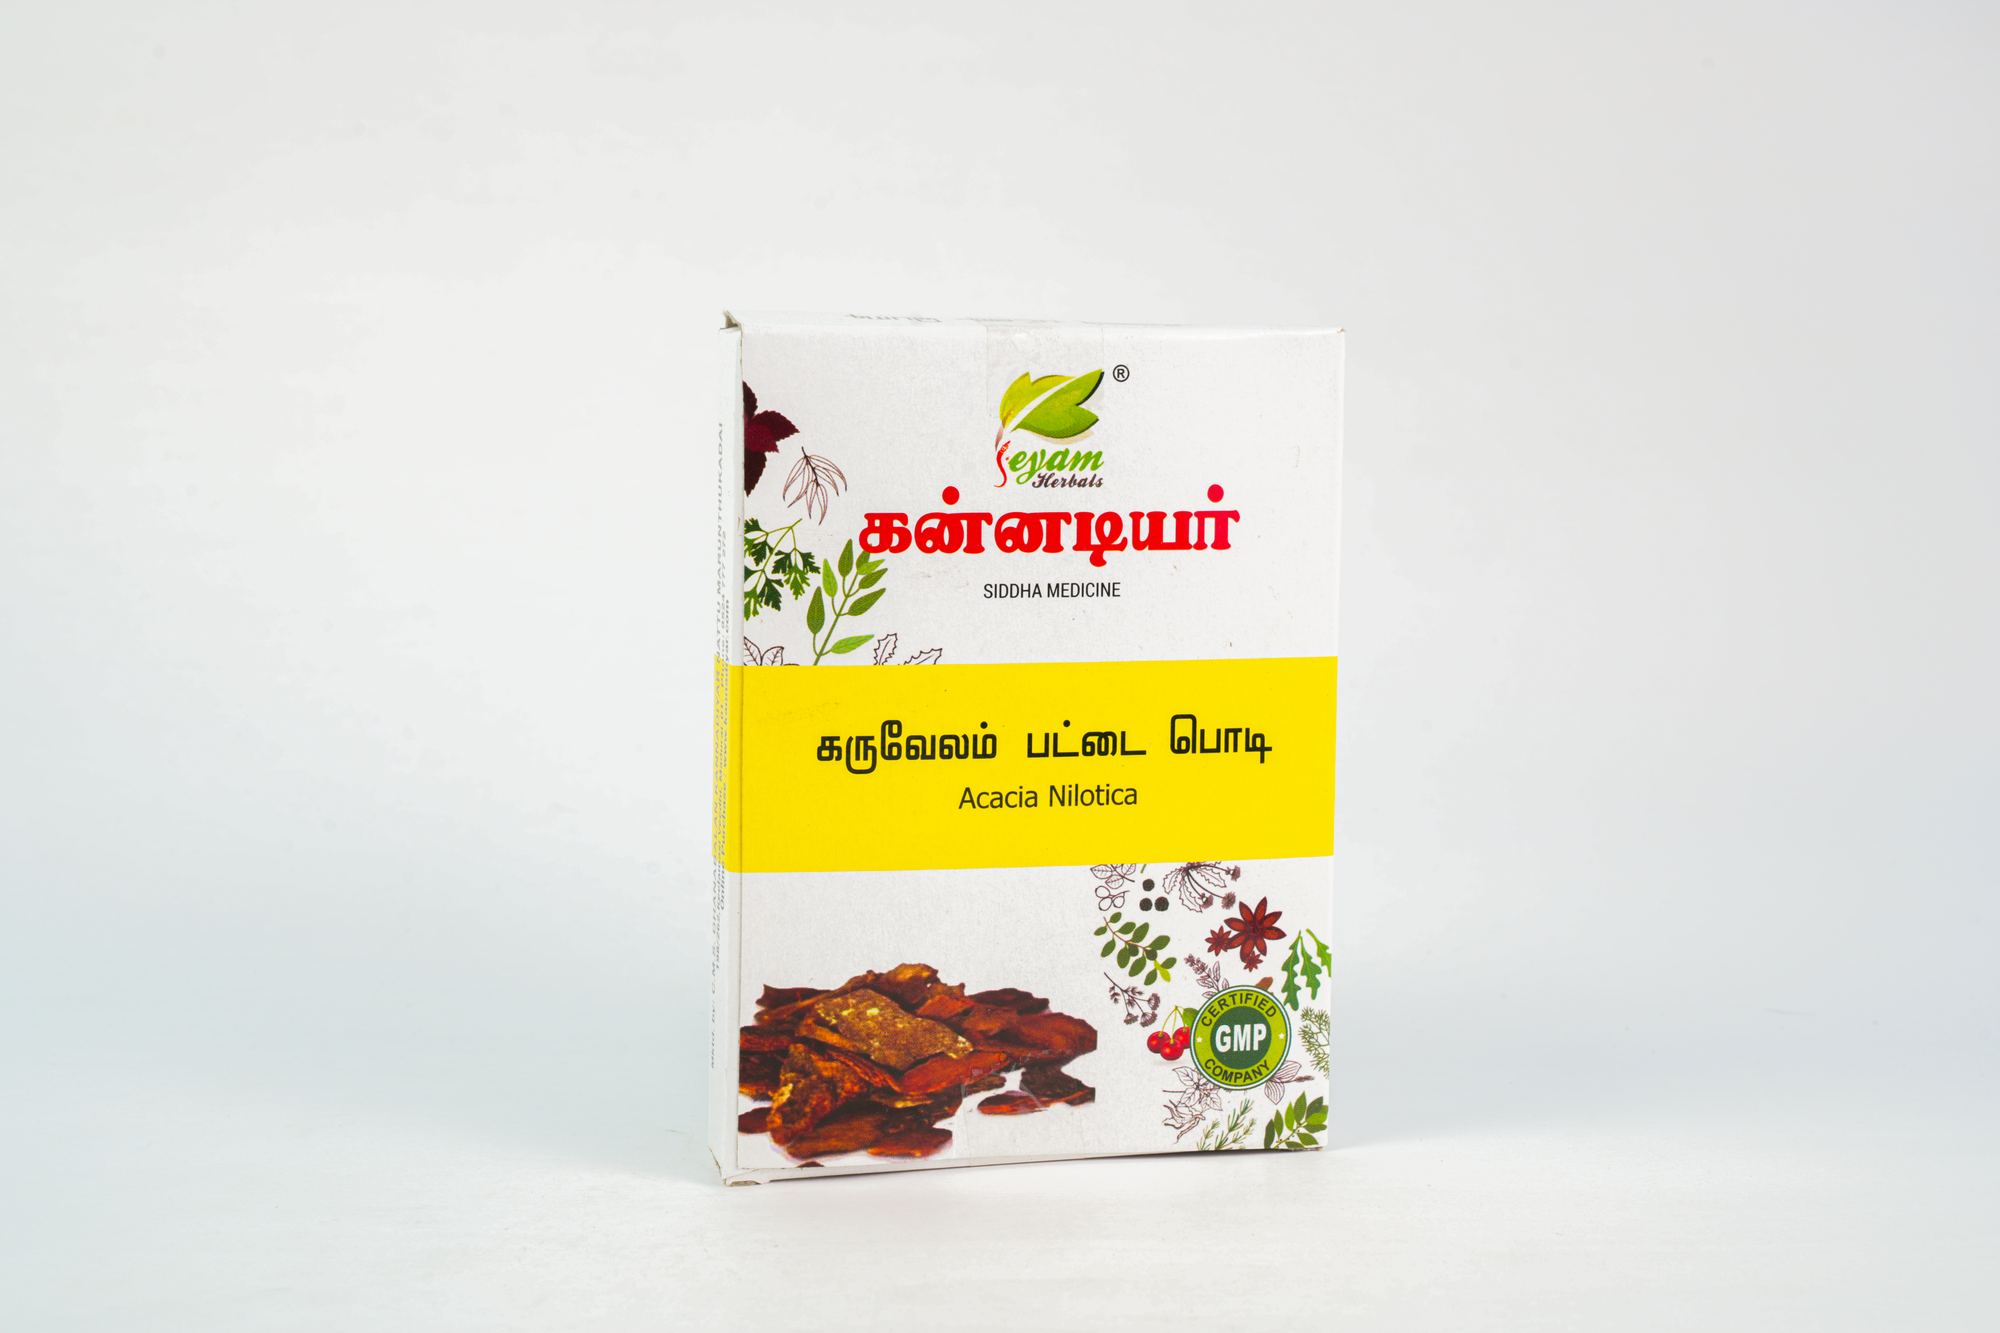 ®
Seyam
Herbals
கன்னடியர்
SIDDHA MEDICINE
கருவேலம் பட்டை பொடி
Acacia Nilotica
CERTIFIED
GMP
COMPANY